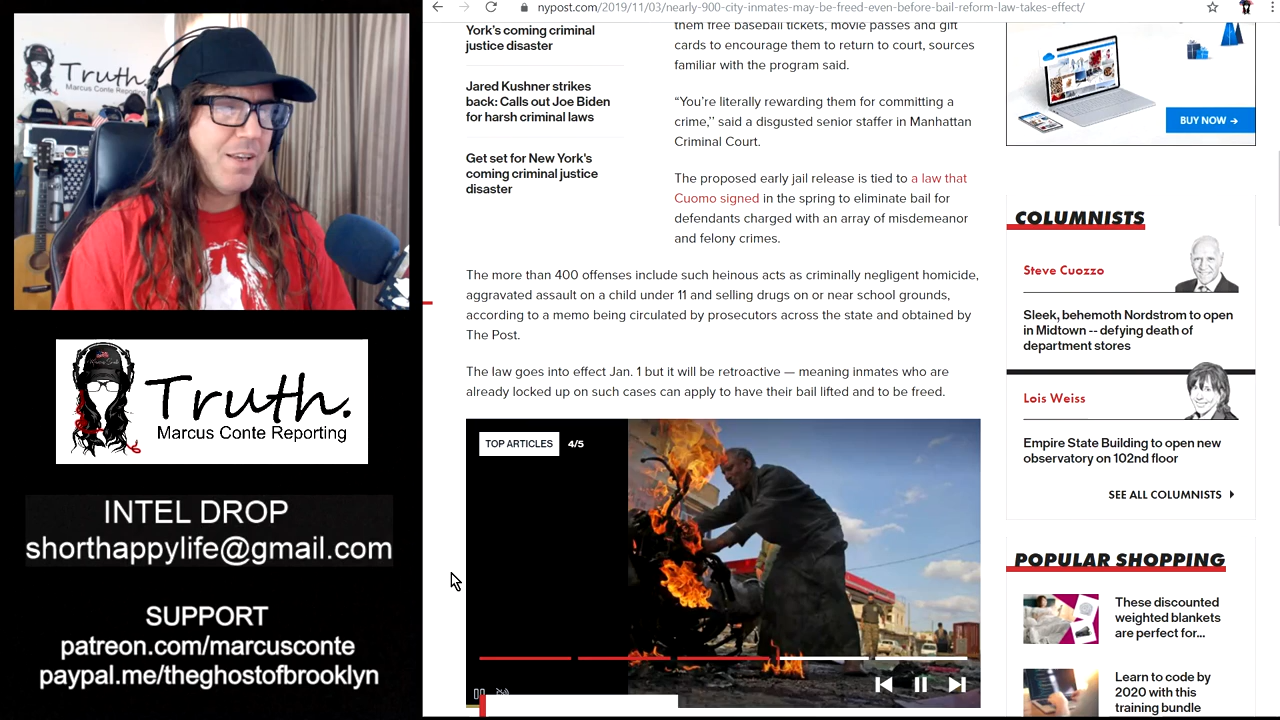 Truth.
Marcus Conte Reporting
Truth.
Marcus Conte Reporting
INTEL DROP
shorthappylife@gmail.com
SUPPORT
patreon.com/marcusconte
paypal.me/theghostofbrooklyn
nypost.com/2019/11/03/nearly-900-city-inmates-may-be-freed-even-before-bail-reform-law-takes-effect/
York's coming criminal
justice disaster
Jared Kushner strikes
back: Calls out Joe Biden
for harsh criminal laws
Get set for New York's
coming criminal justice
disaster
them free baseball tickets, movie passes and gift
cards to encourage them to return to court, sources
familiar with the program said.
“You’re literally rewarding them for committing a
crime,’’ said a disgusted senior staffer in Manhattan
Criminal Court.
The proposed early jail release is tied to a law that
Cuomo signed in the spring to eliminate bail for
defendants charged with an array of misdemeanor
and felony crimes.
The more than 400 offenses include such heinous acts as criminally negligent homicide,
aggravated assault on a child under 11 and selling drugs on or near school grounds,
according to a memo being circulated by prosecutors across the state and obtained by
The Post.
The law goes into effect Jan. 1 but it will be retroactive — meaning inmates who are
already locked up on such cases can apply to have their bail lifted and to be freed.
TOP ARTICLES 4/5
BUY NOW →
COLUMNISTS
Steve Cuozzo
Sleek, behemoth Nordstrom to open
in Midtown -- defying death of
department stores
Lois Weiss
Empire State Building to open new
observatory on 102nd floor
SEE ALL COLUMNISTS
POPULAR SHOPPING
These discounted
weighted blankets
are perfect for...
Learn to code by
2020 with this
training bundle